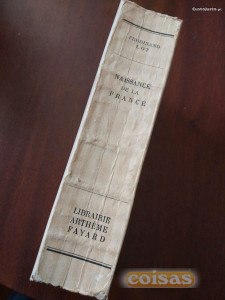 FERDINAND
LOT
NAISSANCE
DE LA
FRANCE
LIBRAIRIE
ARTHÈME
FAYARD
coisas